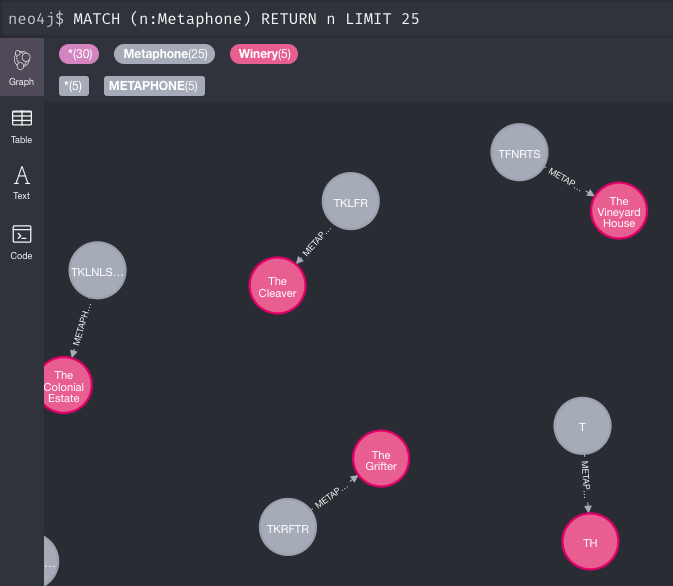 neo4j$ MATCH (n:Metaphone) RETURN n LIMIT 25
Graph
*(30) Metaphone(25) Winery(5)
*(5) METAPHONE(5)
Table
Text
Code
TFNRTS
METAP...
The
Vineyard
House
TKLFR
METAP...
The
Cleaver
TKLNLS...
METAPH...
The
Colonial
Estate
T
METAP...
TH
The
Grifter
METAP...
TKRFTR
...